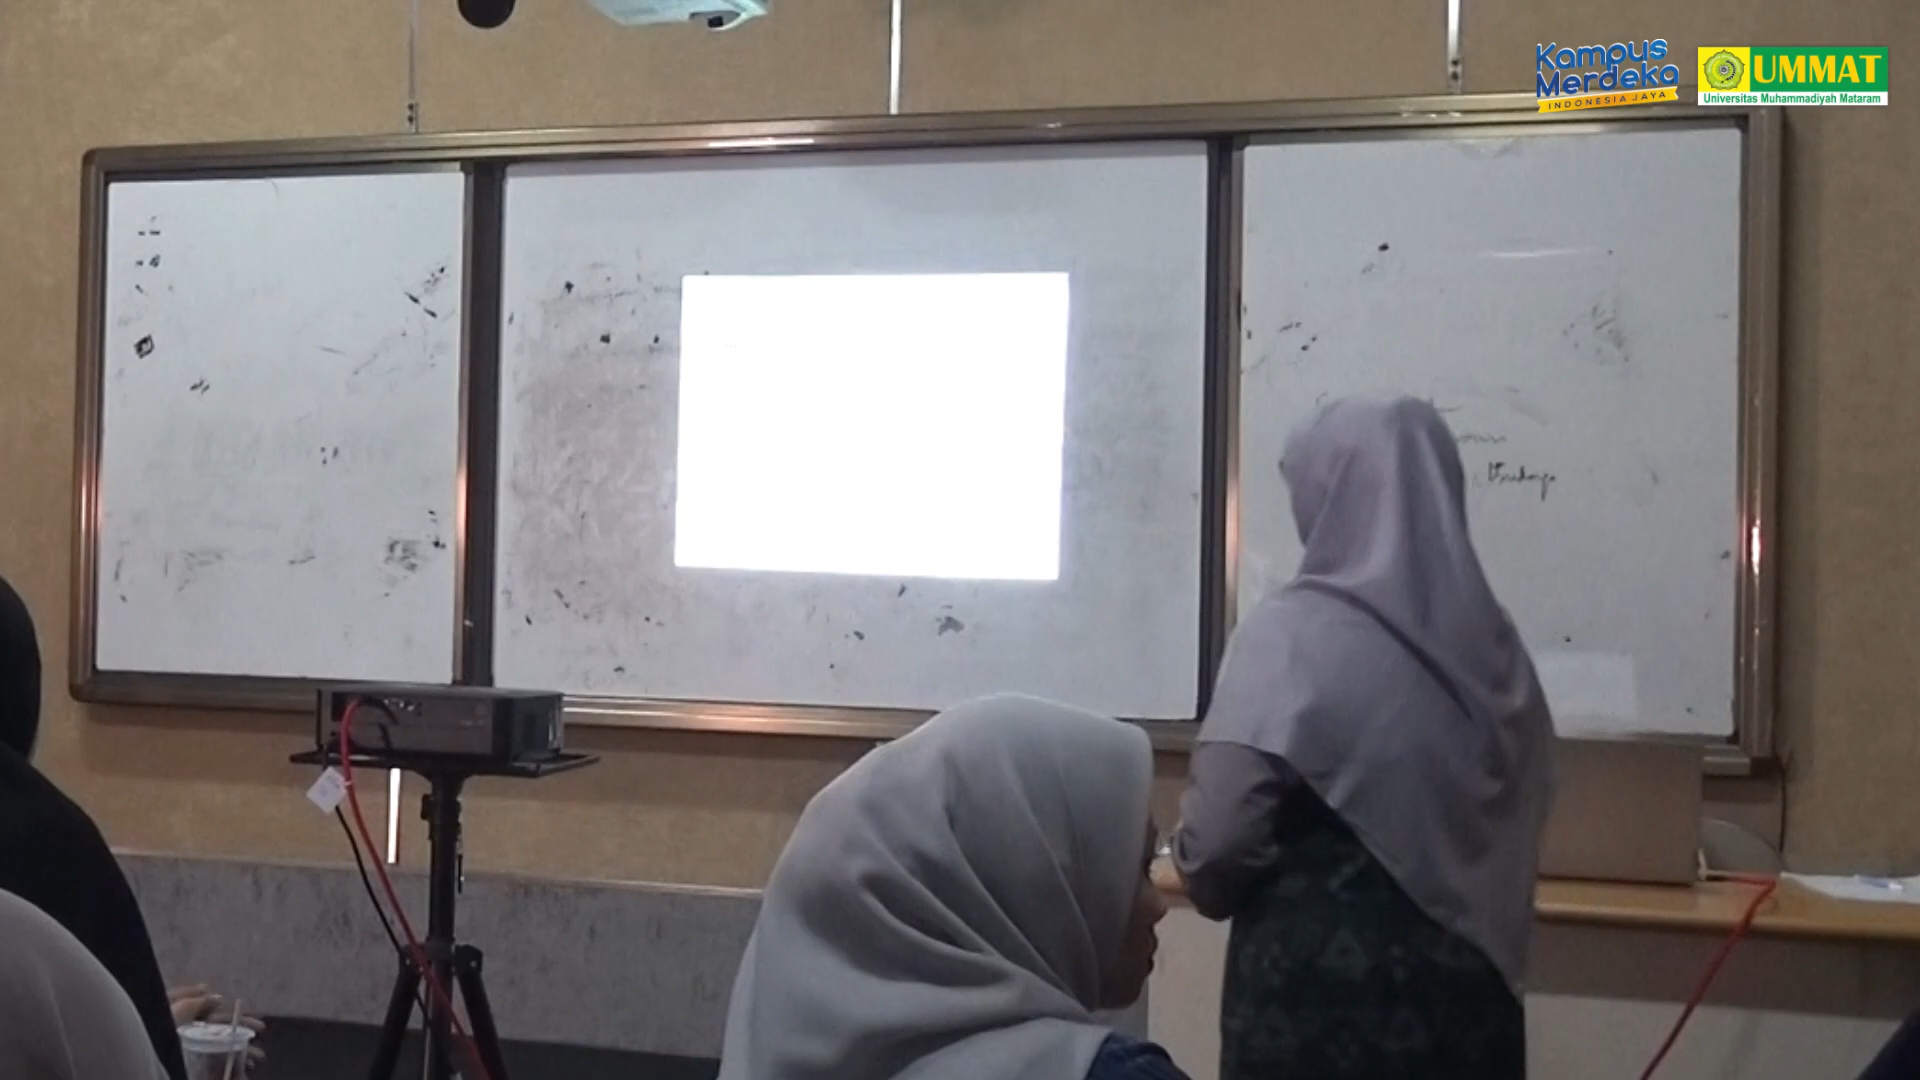 Kampus
Merdeka
INDONESIA JAYA
UMMAT
Universitas Muhammadiyah Mataram